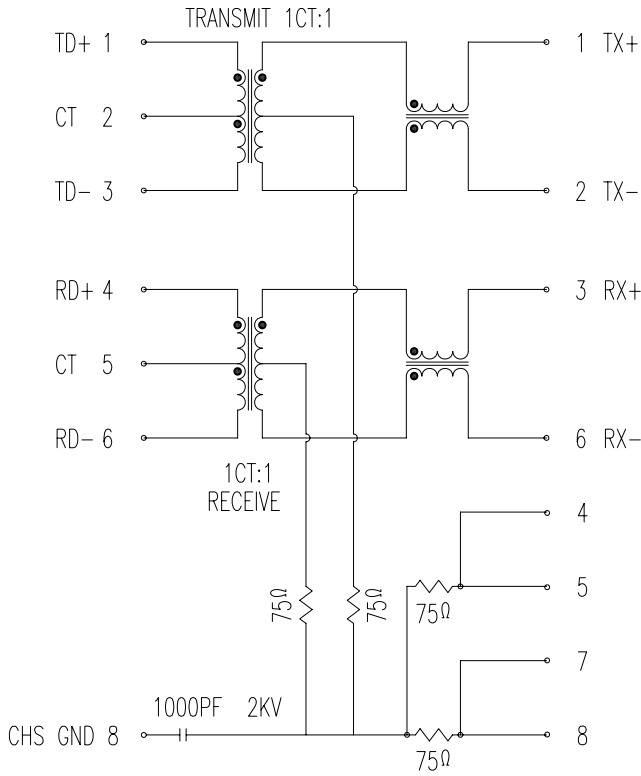 TRANSMIT 1CT:1
TD+ 1
1 TX+
CT 2
TD- 3
2 TX-
RD+ 4
3 RX+
CT 5
RD- 6
6 RX-
1CT:1
RECEIVE
4
75Ω
75Ω
5
75Ω
7
1000PF 2KV
CHS GND 8
8
75Ω